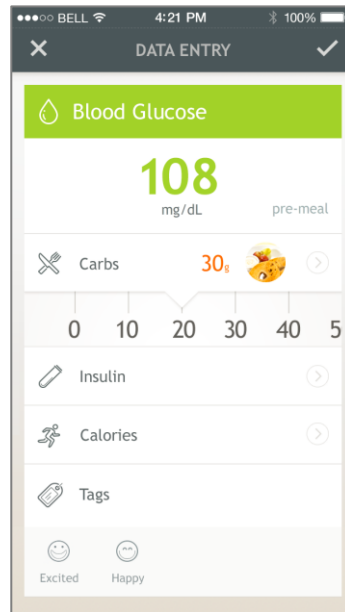 BELL 4:21 PM 100%
DATA ENTRY
Blood Glucose
108
mg/dL pre-meal
Carbs 30g
0 10 20 30 40 5
Insulin
Calories
Tags
Excited Happy